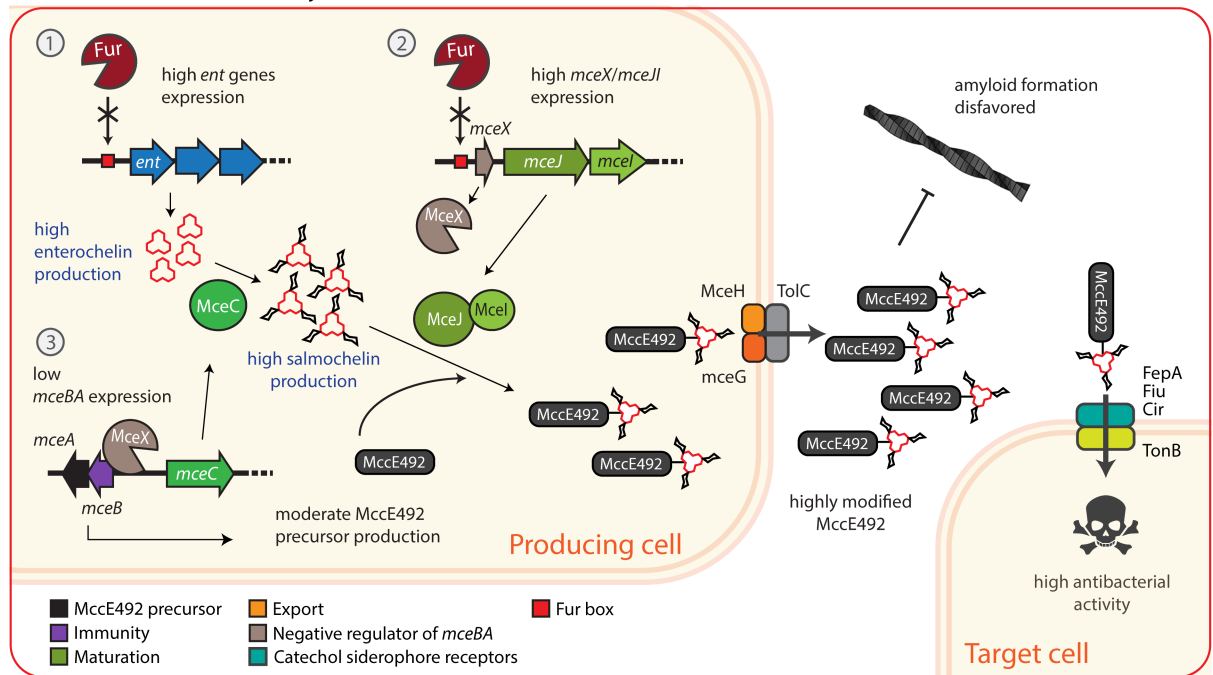 1
Fur
high ent genes
expression
ent
high
enterochelin
production
MceC
high salmochelin
production
2
Fur
high mceX/mceJI
expression
mceX
mceJ
mceI
MceX
MceJ
MceI
3
low
mceBA expression
mceA
MceX
mceC
mceB
MccE492
moderate MccE492
precursor production
MccE492
MccE492
Producing cell
MccE492
MceH
TolC
mceG
amyloid formation
disfavored
MccE492
MccE492
MccE492
MccE492
highly modified
MccE492
MccE492
FepA
Fiu
Cir
TonB
high antibacterial
activity
Target cell
MccE492 precursor
Immunity
Maturation
Export
Negative regulator of mceBA
Catechol siderophore receptors
Fur box